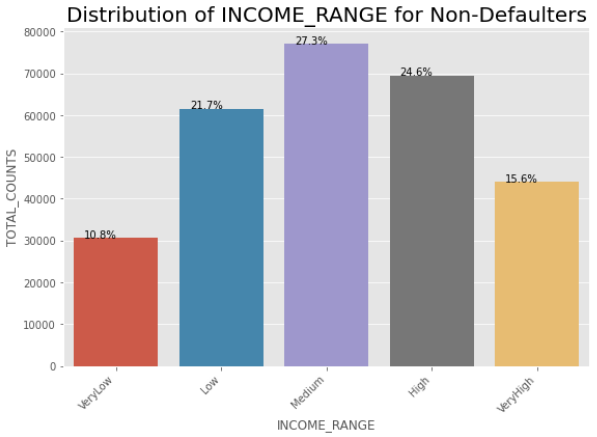 Distribution of INCOME_RANGE for Non-Defaulters
80000
70000
60000
50000
40000
30000
20000
10000
0
TOTAL_COUNTS
10.8%
21.7%
27.3%
24.6%
15.6%
VeryLow
Low
Medium
High
VeryHigh
INCOME_RANGE